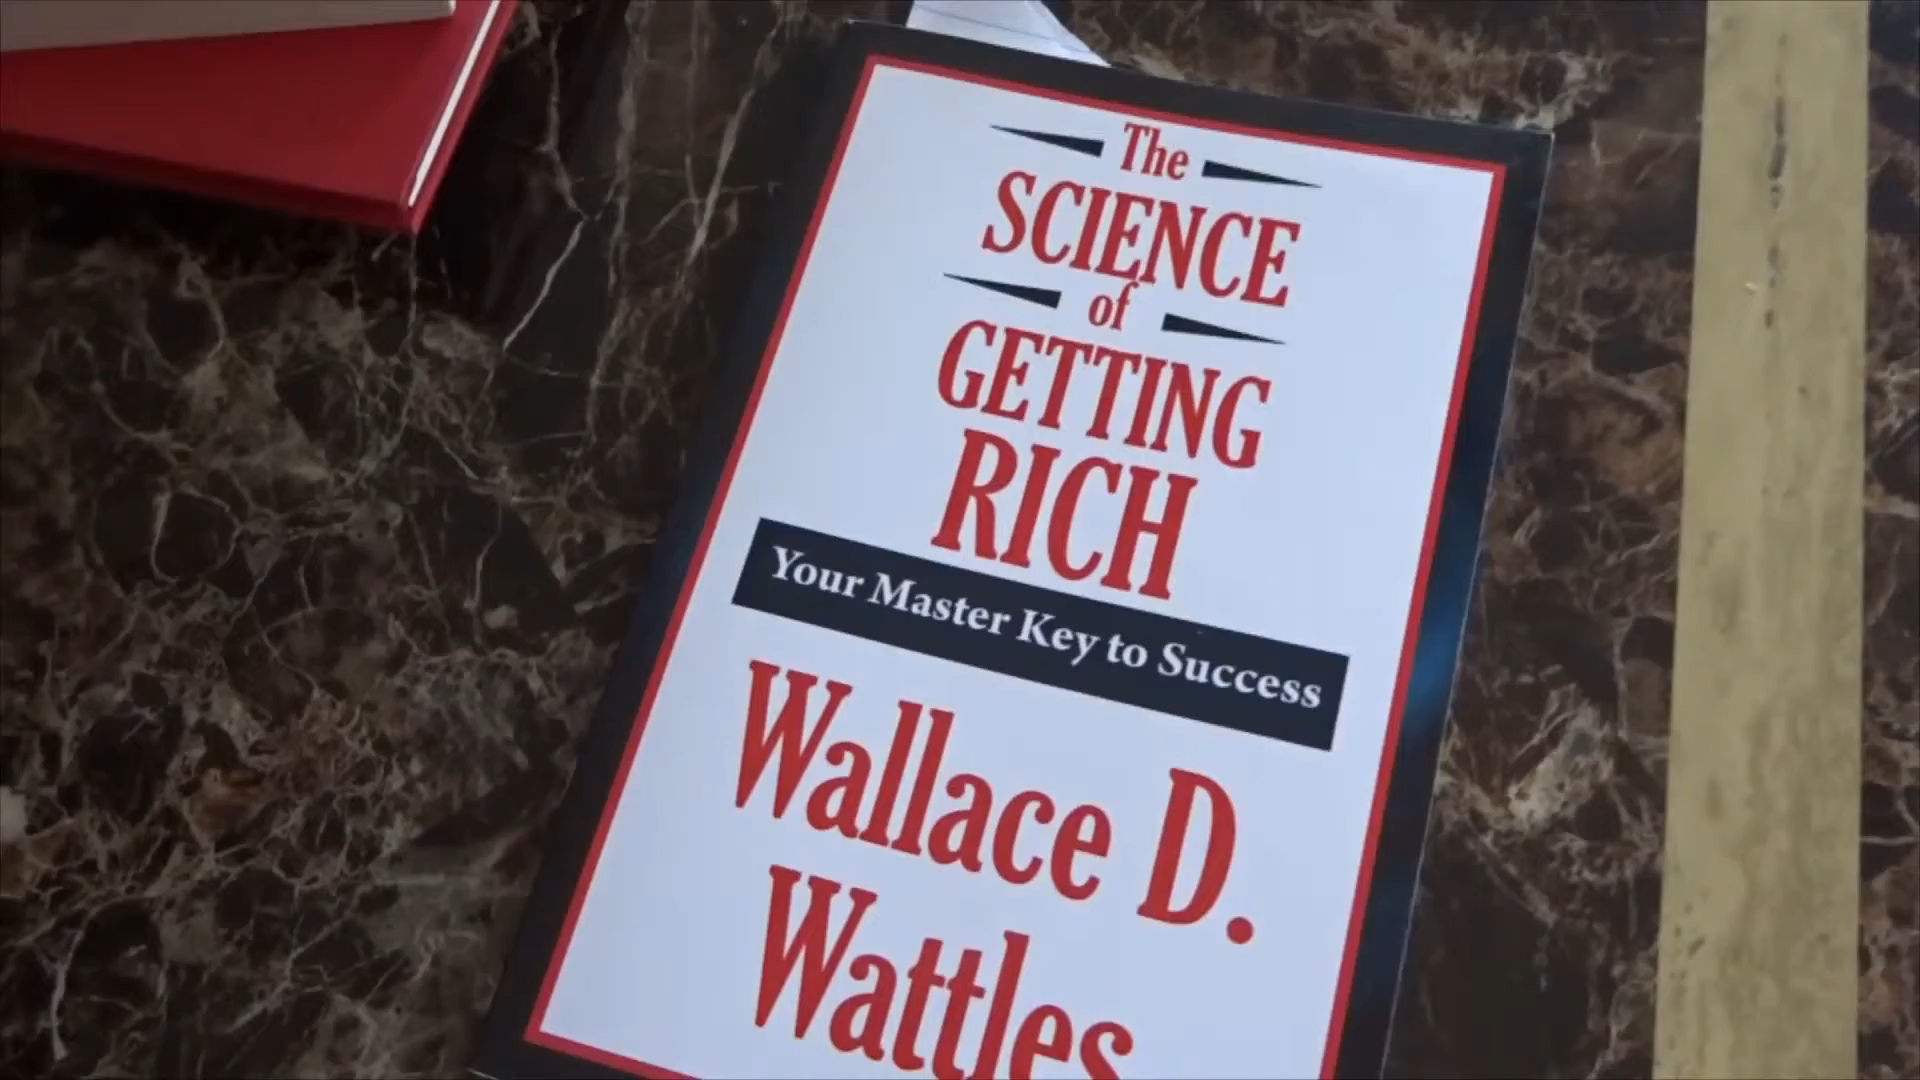 The
SCIENCE
of
GETTING
RICH
Your Master Key to Success
Wallace D.
Wattles